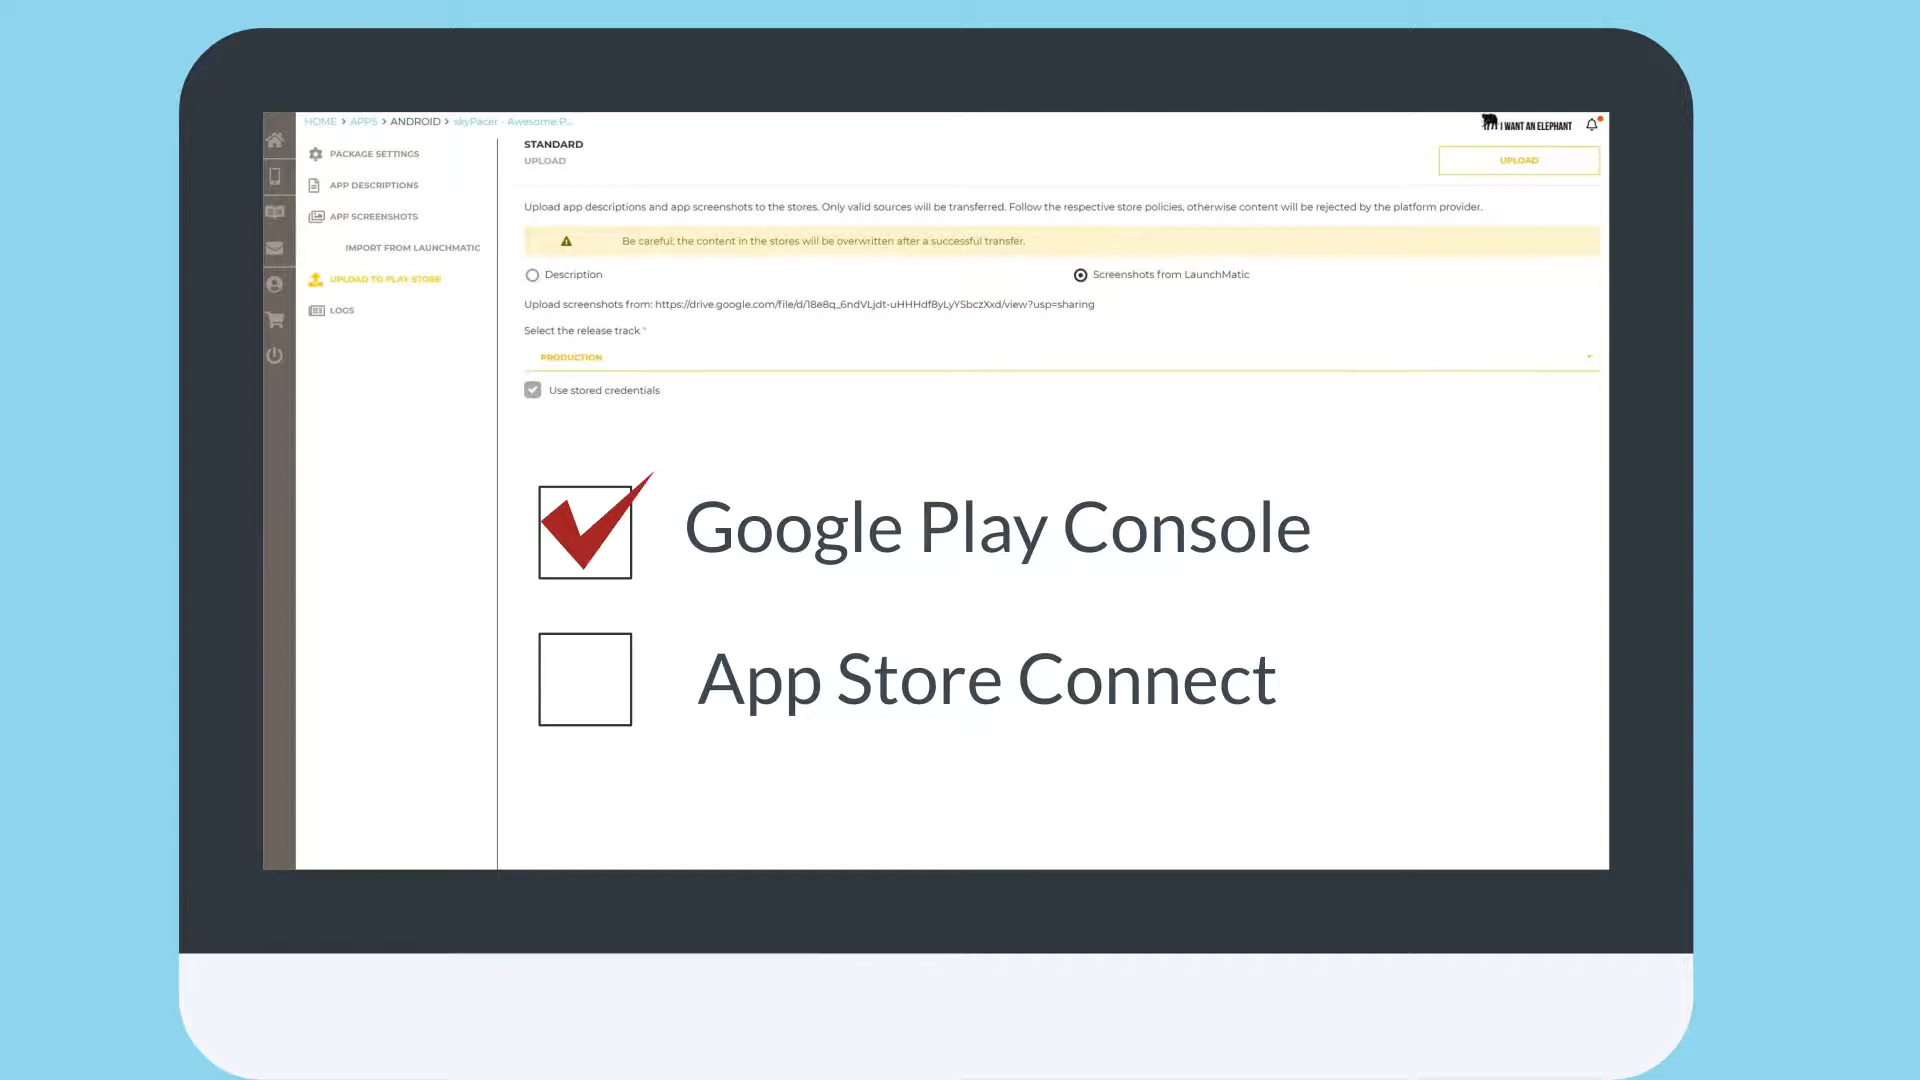 HOME > APPS > ANDROID > skyPacer - Awesome P...
I WANT AN ELEPHANT
PACKAGE SETTINGS
APP DESCRIPTIONS
APP SCREENSHOTS
IMPORT FROM LAUNCHMATIC
UPLOAD TO PLAY STORE
LOGS
STANDARD
UPLOAD
UPLOAD
Upload app descriptions and app screenshots to the stores. Only valid sources will be transferred. Follow the respective store policies, otherwise content will be rejected by the platform provider.
Be careful: the content in the stores will be overwritten after a successful transfer.
Description
Screenshots from LaunchMatic
Upload screenshots from: https://drive.google.com/file/d/18e8q_6ndVLjdt-uHHHdf8yLyYSbczXxd/view?usp=sharing
Select the release track *
PRODUCTION
Use stored credentials
Google Play Console
App Store Connect